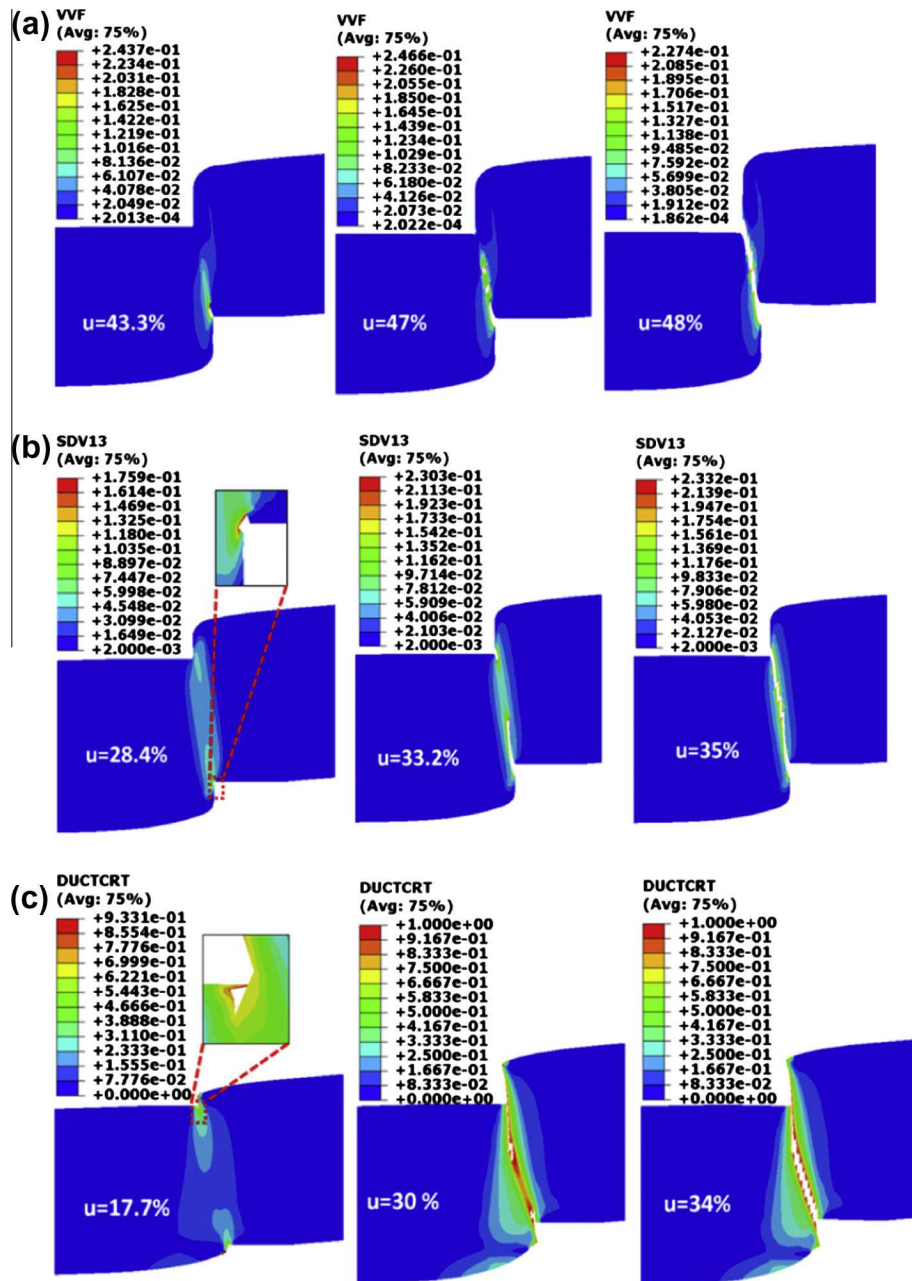 (a)
VVF
(Avg: 75%)
+2.437e-01
+2.234e-01
+2.031e-01
+1.828e-01
+1.625e-01
+1.422e-01
+1.219e-01
+1.016e-01
+8.136e-02
+6.107e-02
+4.078e-02
+2.049e-02
+2.013e-04
u=43.3%
VVF
(Avg: 75%)
+2.466e-01
+2.260e-01
+2.055e-01
+1.850e-01
+1.645e-01
+1.439e-01
+1.234e-01
+1.029e-01
+8.233e-02
+6.180e-02
+4.126e-02
+2.073e-02
+2.022e-04
u=47%
VVF
(Avg: 75%)
+2.274e-01
+2.085e-01
+1.895e-01
+1.706e-01
+1.517e-01
+1.327e-01
+1.138e-01
+9.485e-02
+7.592e-02
+5.699e-02
+3.805e-02
+1.912e-02
+1.862e-04
u=48%
(b)
SDV13
(Avg: 75%)
+1.759e-01
+1.614e-01
+1.469e-01
+1.325e-01
+1.180e-01
+1.035e-01
+8.897e-02
+7.447e-02
+5.998e-02
+4.548e-02
+3.099e-02
+1.649e-02
+2.000e-03
u=28.4%
SDV13
(Avg: 75%)
+2.303e-01
+2.113e-01
+1.923e-01
+1.733e-01
+1.542e-01
+1.352e-01
+1.162e-01
+9.714e-02
+7.812e-02
+5.909e-02
+4.006e-02
+2.103e-02
+2.000e-03
u=33.2%
SDV13
(Avg: 75%)
+2.332e-01
+2.139e-01
+1.947e-01
+1.754e-01
+1.561e-01
+1.369e-01
+1.176e-01
+9.833e-02
+7.906e-02
+5.980e-02
+4.053e-02
+2.127e-02
+2.000e-03
u=35%
(c)
DUCTCRT
(Avg: 75%)
+9.331e-01
+8.554e-01
+7.776e-01
+6.999e-01
+6.221e-01
+5.443e-01
+4.666e-01
+3.888e-01
+3.110e-01
+2.333e-01
+1.555e-01
+7.776e-02
+0.000e+00
u=17.7%
DUCTCRT
(Avg: 75%)
+1.000e+00
+9.167e-01
+8.333e-01
+7.500e-01
+6.667e-01
+5.833e-01
+5.000e-01
+4.167e-01
+3.333e-01
+2.500e-01
+1.667e-01
+8.333e-02
+0.000e+00
u=30 %
DUCTCRT
(Avg: 75%)
+1.000e+00
+9.167e-01
+8.333e-01
+7.500e-01
+6.667e-01
+5.833e-01
+5.000e-01
+4.167e-01
+3.333e-01
+2.500e-01
+1.667e-01
+8.333e-02
+0.000e+00
u=34%